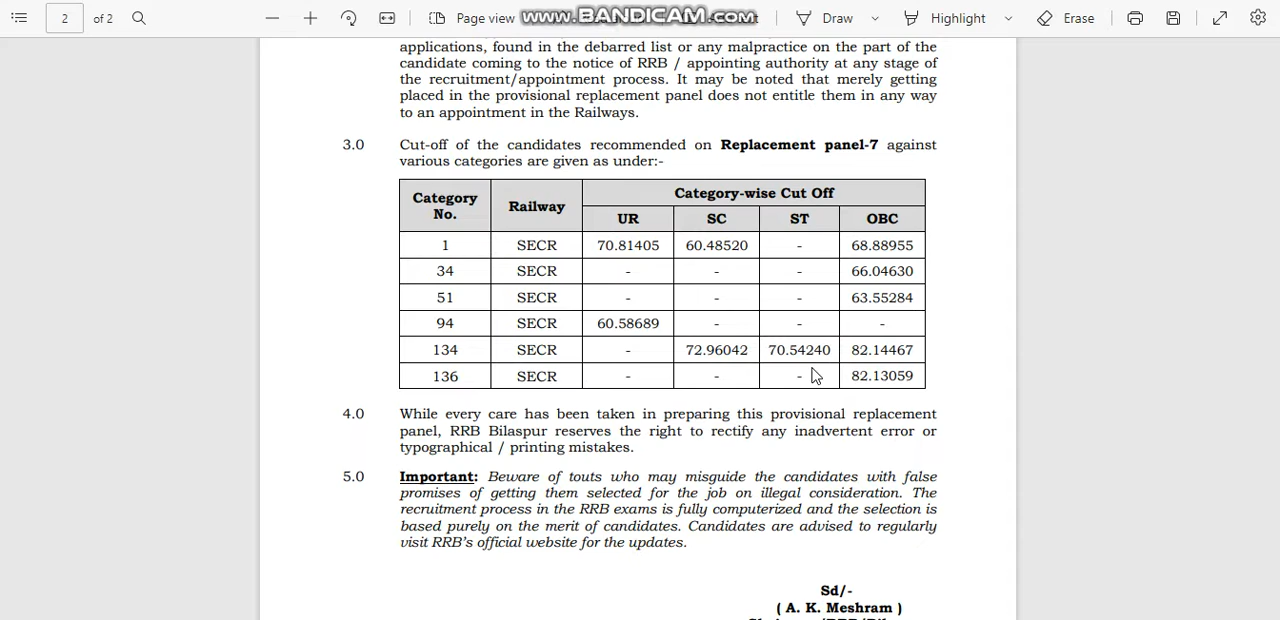 2 of 2 Page view Draw Highlight Erase
www.BANDICAM.com
applications, found in the debarred list or any malpractice on the part of the
candidate coming to the notice of RRB / appointing authority at any stage of
the recruitment/appointment process. It may be noted that merely getting
placed in the provisional replacement panel does not entitle them in any way
to an appointment in the Railways.
3.0 Cut-off of the candidates recommended on Replacement panel-7 against
various categories are given as under:-
Category No. Railway Category-wise Cut Off
UR SC ST OBC
1 SECR 70.81405 60.48520 - 68.88955
34 SECR - - - 66.04630
51 SECR - - - 63.55284
94 SECR 60.58689 - - -
134 SECR - 72.96042 70.54240 82.14467
136 SECR - - - 82.13059
4.0 While every care has been taken in preparing this provisional replacement
panel, RRB Bilaspur reserves the right to rectify any inadvertent error or
typographical / printing mistakes.
5.0 Important: Beware of touts who may misguide the candidates with false
promises of getting them selected for the job on illegal consideration. The
recruitment process in the RRB exams is fully computerized and the selection is
based purely on the merit of candidates. Candidates are advised to regularly
visit RRB's official website for the updates.
Sd/-
( A. K. Meshram )